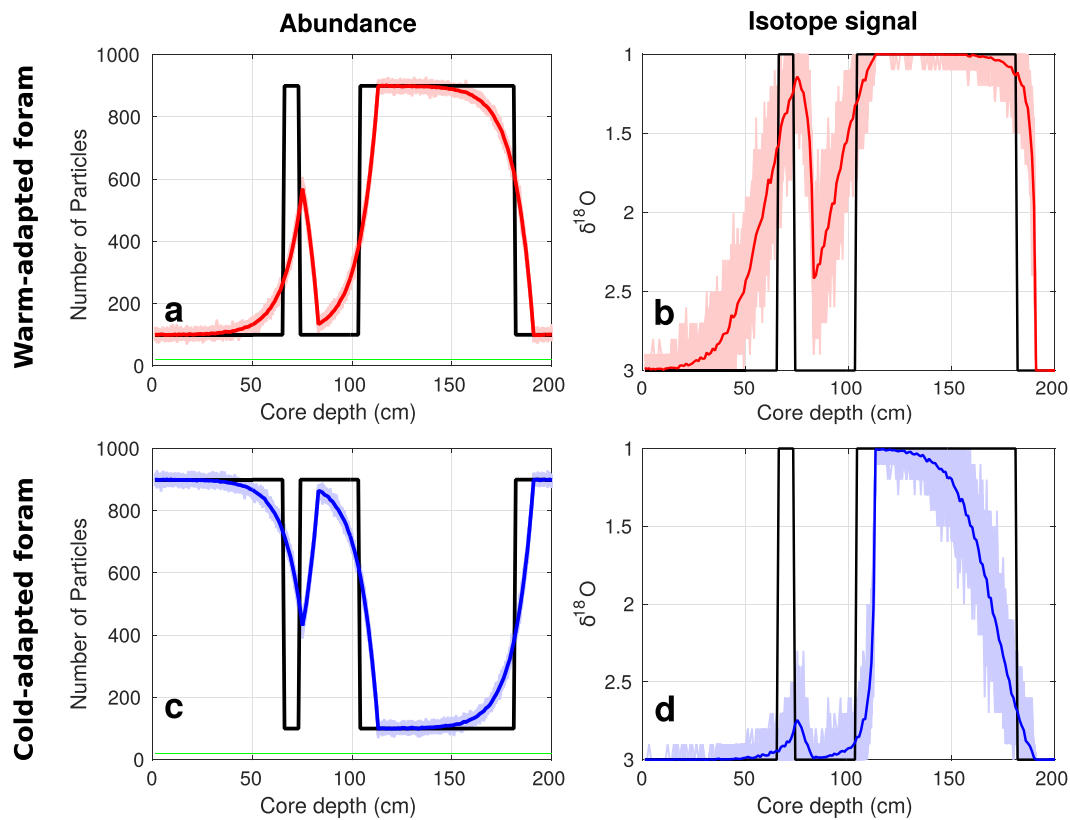 Abundance
Isotope signal
Warm-adapted foram
Number of Particles
1000
800
600
400
200
0
a
0 50 100 150 200
Core depth (cm)
δ18O
1
1.5
2
2.5
3
b
0 50 100 150 200
Core depth (cm)
Cold-adapted foram
Number of Particles
1000
800
600
400
200
0
c
0 50 100 150 200
Core depth (cm)
δ18O
1
1.5
2
2.5
3
d
0 50 100 150 200
Core depth (cm)